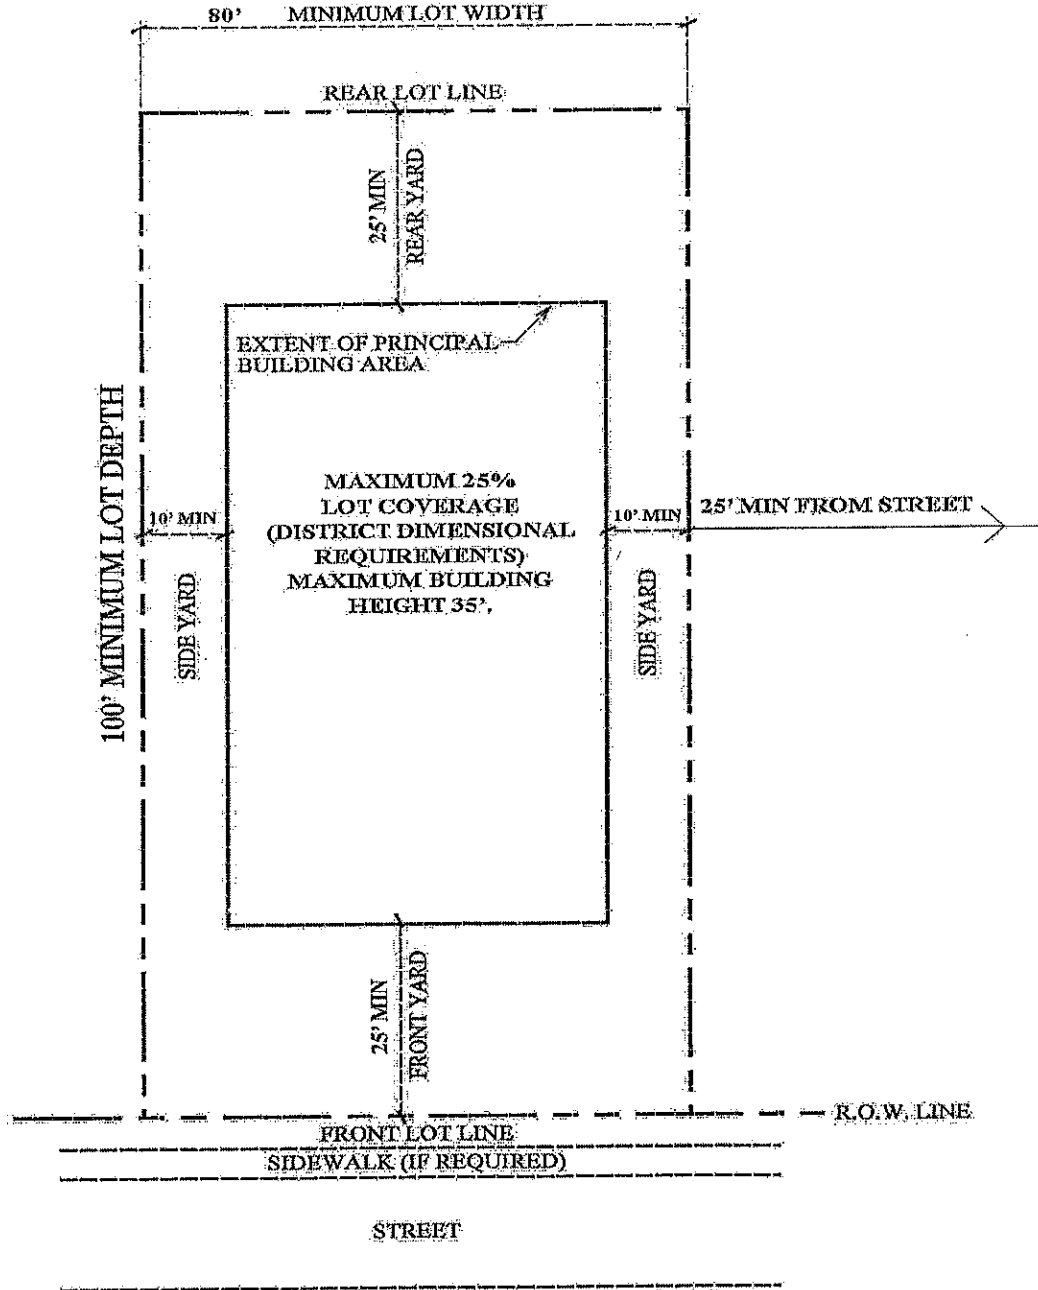 80' MINIMUM LOT WIDTH
REAR LOT LINE
25' MIN
REAR YARD
EXTENT OF PRINCIPAL
BUILDING AREA
100' MINIMUM LOT DEPTH
MAXIMUM 25%
LOT COVERAGE
(DISTRICT DIMENSIONAL
REQUIREMENTS)
MAXIMUM BUILDING
HEIGHT 35'.
10' MIN
SIDE YARD
10' MIN
SIDE YARD
25' MIN FROM STREET
25' MIN
FRONT YARD
R.O.W. LINE
FRONT LOT LINE
SIDEWALK (IF REQUIRED)
STREET